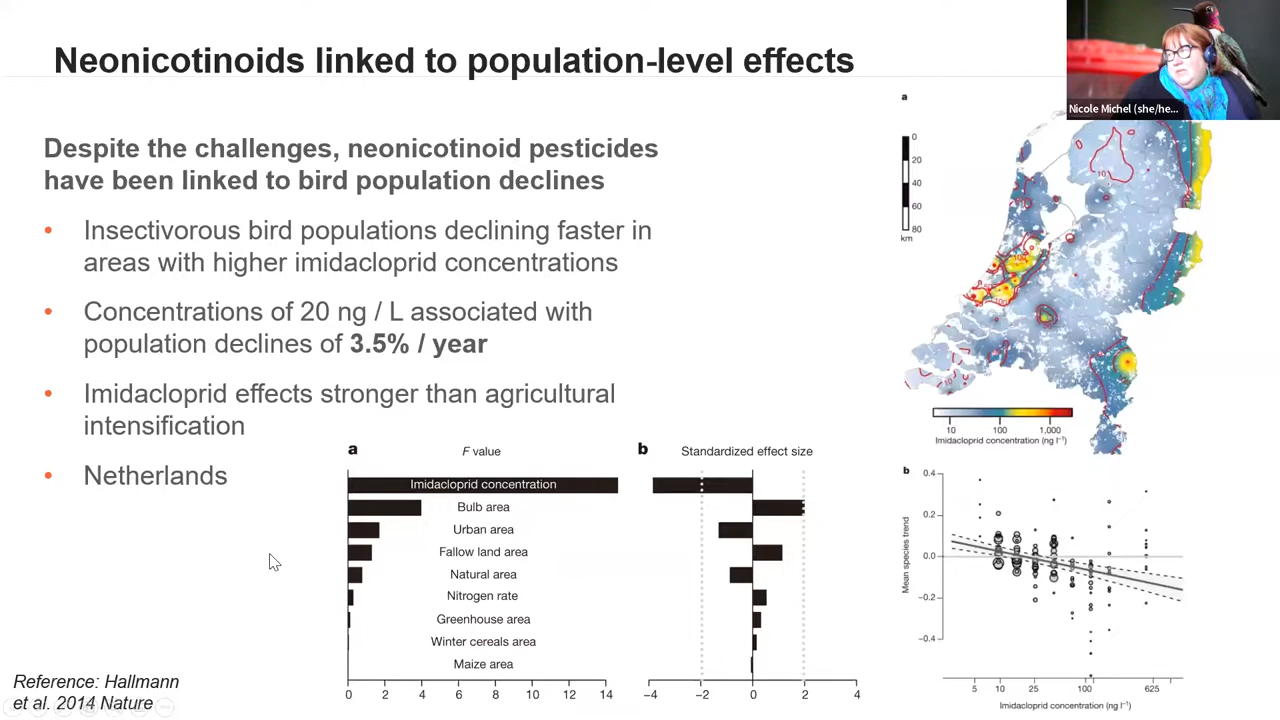 Neonicotinoids linked to population-level effects
Nicole Michel (she/he...
Despite the challenges, neonicotinoid pesticides
have been linked to bird population declines
• Insectivorous bird populations declining faster in
areas with higher imidacloprid concentrations
• Concentrations of 20 ng / L associated with
population declines of 3.5% / year
• Imidacloprid effects stronger than agricultural
intensification
• Netherlands
Reference: Hallmann
et al. 2014 Nature
a
F value
Imidacloprid concentration
Bulb area
Urban area
Fallow land area
Natural area
Nitrogen rate
Greenhouse area
Winter cereals area
Maize area
0 2 4 6 8 10 12 14
b
Standardized effect size
−4 −2 0 2 4
a
0
20
40
60
80
km
10
10
10 100 1,000
Imidacloprid concentration (ng l⁻¹)
b
Mean species trend
0.4
0.2
0.0
−0.2
−0.4
5 10 25 100 625
Imidacloprid concentration (ng l⁻¹)